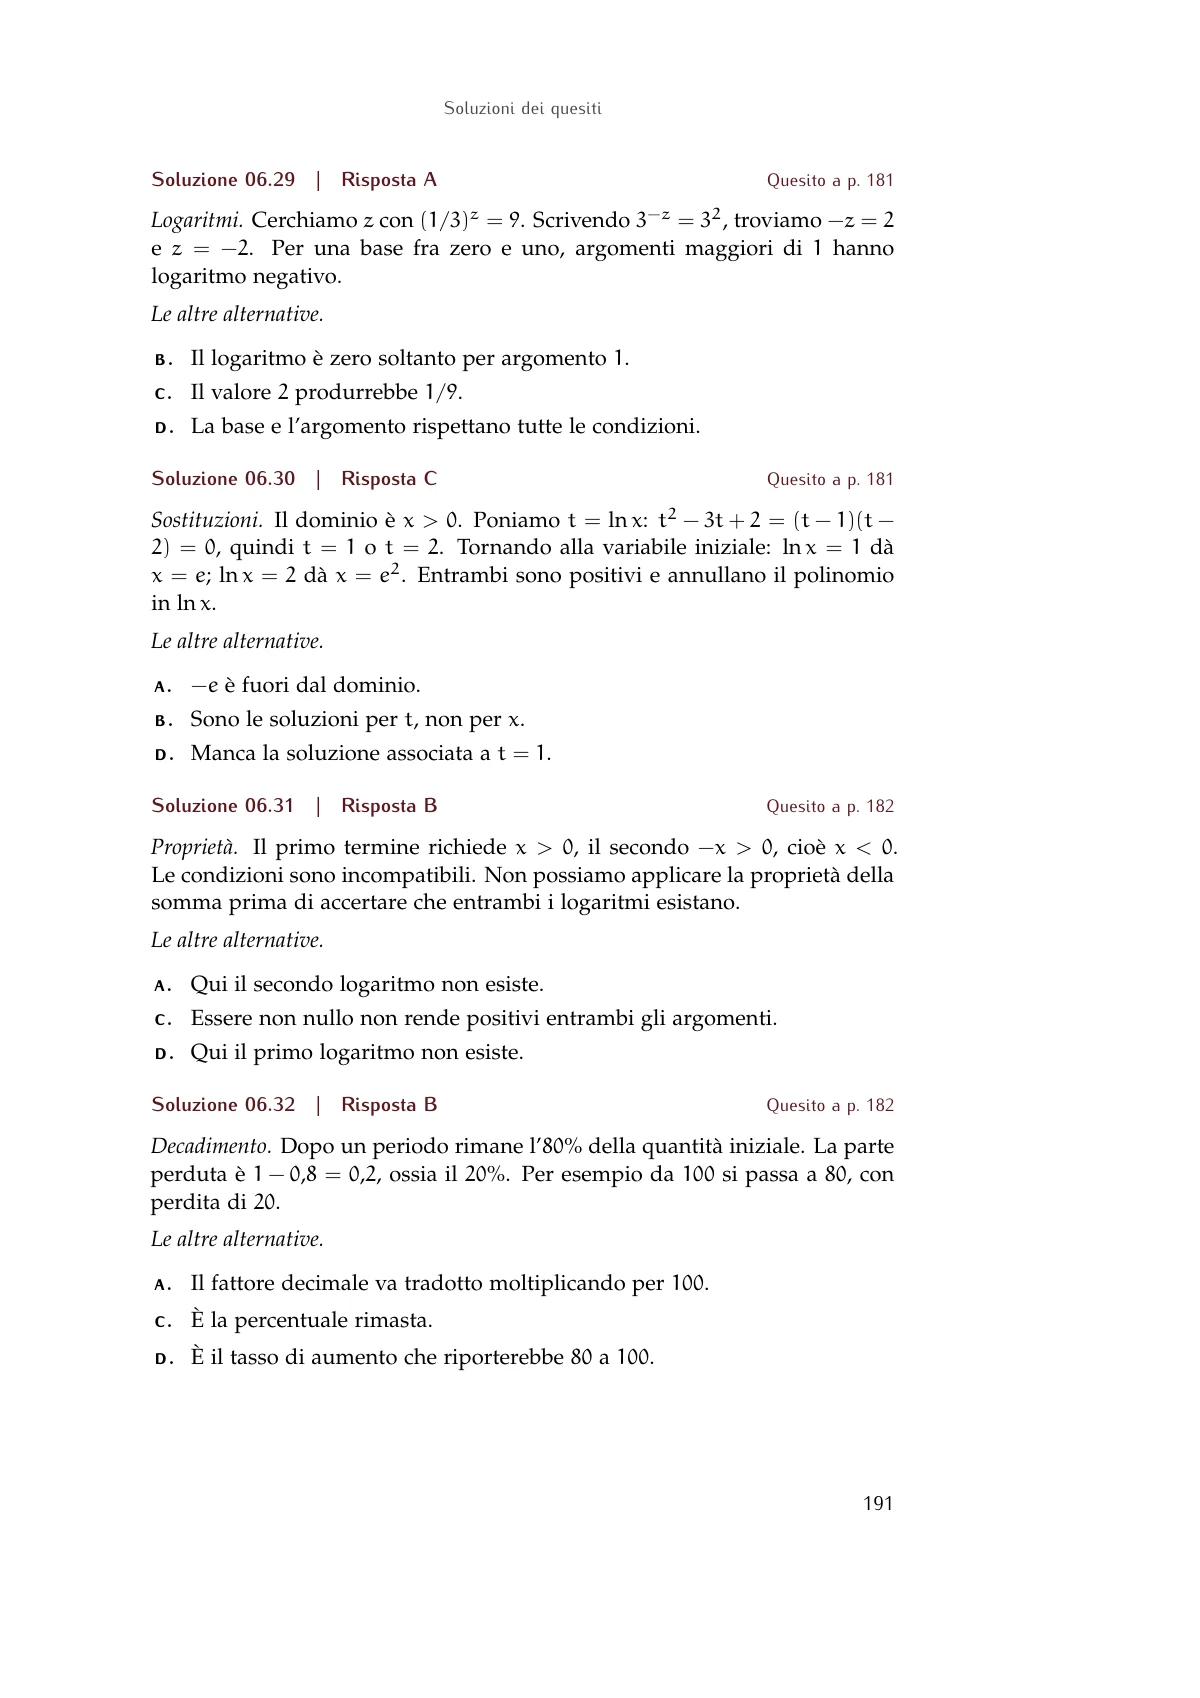 Soluzioni dei quesiti
Soluzione 06.29 | Risposta A Quesito a p. 181
Logaritmi. Cerchiamo z con (1/3)^z = 9. Scrivendo 3^−z = 3^2, troviamo −z = 2
e z = −2. Per una base fra zero e uno, argomenti maggiori di 1 hanno
logaritmo negativo.
Le altre alternative.
B. Il logaritmo è zero soltanto per argomento 1.
C. Il valore 2 produrrebbe 1/9.
D. La base e l'argomento rispettano tutte le condizioni.
Soluzione 06.30 | Risposta C Quesito a p. 181
Sostituzioni. Il dominio è x > 0. Poniamo t = ln x: t^2 − 3t + 2 = (t − 1)(t −
2) = 0, quindi t = 1 o t = 2. Tornando alla variabile iniziale: ln x = 1 dà
x = e; ln x = 2 dà x = e^2. Entrambi sono positivi e annullano il polinomio
in ln x.
Le altre alternative.
A. −e è fuori dal dominio.
B. Sono le soluzioni per t, non per x.
D. Manca la soluzione associata a t = 1.
Soluzione 06.31 | Risposta B Quesito a p. 182
Proprietà. Il primo termine richiede x > 0, il secondo −x > 0, cioè x < 0.
Le condizioni sono incompatibili. Non possiamo applicare la proprietà della
somma prima di accertare che entrambi i logaritmi esistano.
Le altre alternative.
A. Qui il secondo logaritmo non esiste.
C. Essere non nullo non rende positivi entrambi gli argomenti.
D. Qui il primo logaritmo non esiste.
Soluzione 06.32 | Risposta B Quesito a p. 182
Decadimento. Dopo un periodo rimane l'80% della quantità iniziale. La parte
perduta è 1 − 0,8 = 0,2, ossia il 20%. Per esempio da 100 si passa a 80, con
perdita di 20.
Le altre alternative.
A. Il fattore decimale va tradotto moltiplicando per 100.
C. È la percentuale rimasta.
D. È il tasso di aumento che riporterebbe 80 a 100.
191